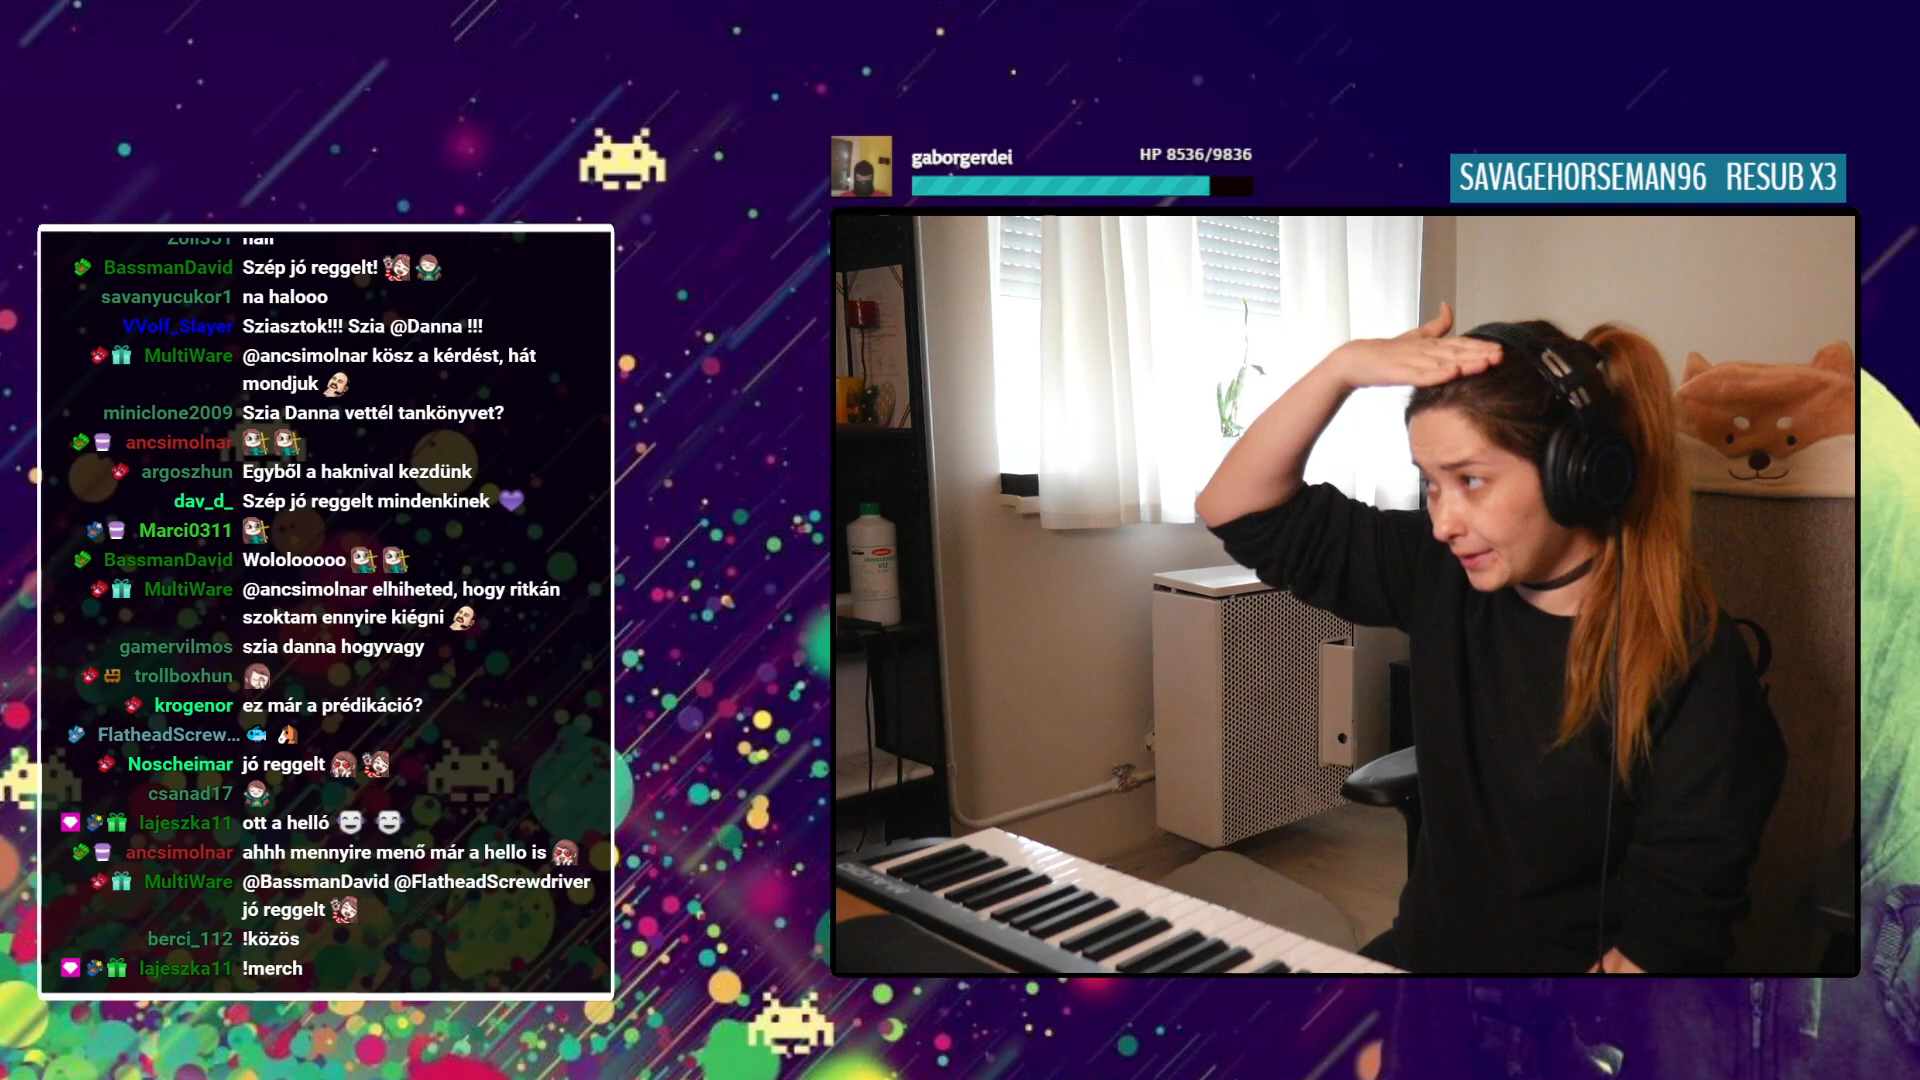 gaborgerdei HP 8536/9836
SAVAGEHORSEMAN96 RESUB X3
BassmanDavid Szép jó reggelt!
savanyucukor1 na halooo
VVolf_Slayer Sziasztok!!! Szia @Danna !!!
MultiWare @ancsimolnar kösz a kérdést, hát
mondjuk
miniclone2009 Szia Danna vettél tankönyvet?
ancsimolnar
argoszhun Egyből a haknival kezdünk
dav_d_ Szép jó reggelt mindenkinek
Marci0311
BassmanDavid Wololooooo
MultiWare @ancsimolnar elhiheted, hogy ritkán
szoktam ennyire kiégni
gamervilmos szia danna hogyvagy
trollboxhun
krogenor ez már a prédikáció?
FlatheadScrew...
Noscheimar jó reggelt
csanad17
lajeszka11 ott a helló
ancsimolnar ahhh mennyire menő már a hello is
MultiWare @BassmanDavid @FlatheadScrewdriver
jó reggelt
berci_112 !közös
lajeszka11 !merch